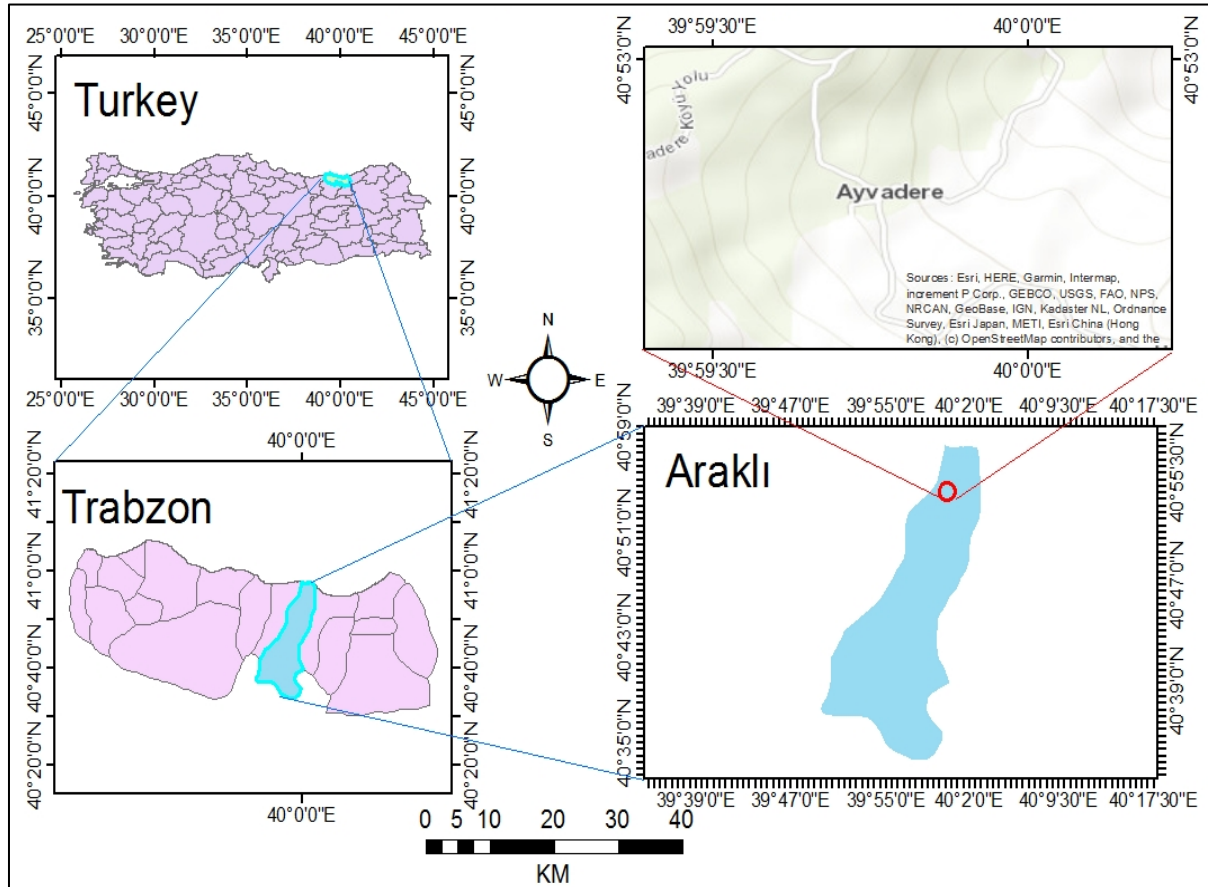 25°0'0"E 30°0'0"E 35°0'0"E 40°0'0"E 45°0'0"E
45°0'0"N
40°0'0"N
35°0'0"N
Turkey
45°0'0"N
40°0'0"N
35°0'0"N
25°0'0"E 30°0'0"E 35°0'0"E 40°0'0"E 45°0'0"E
39°59'30"E 40°0'0"E
40°53'0"N
40°53'0"N
adere Köyü Yolu
Ayvadere
Sources: Esri, HERE, Garmin, Intermap,
increment P Corp., GEBCO, USGS, FAO, NPS,
NRCAN, GeoBase, IGN, Kadaster NL, Ordnance
Survey, Esri Japan, METI, Esri China (Hong
Kong), (c) OpenStreetMap contributors, and the
39°59'30"E 40°0'0"E
N
W E
S
40°0'0"E
41°20'0"N
41°0'0"N
40°40'0"N
40°20'0"N
Trabzon
41°20'0"N
41°0'0"N
40°40'0"N
40°20'0"N
40°0'0"E
39°39'0"E 39°47'0"E 39°55'0"E 40°2'0"E 40°9'30"E 40°17'30"E
40°59'0"N
40°51'0"N
40°43'0"N
40°35'0"N
Araklı
40°55'30"N
40°47'0"N
40°39'0"N
39°39'0"E 39°47'0"E 39°55'0"E 40°2'0"E 40°9'30"E 40°17'30"E
0 5 10 20 30 40
KM